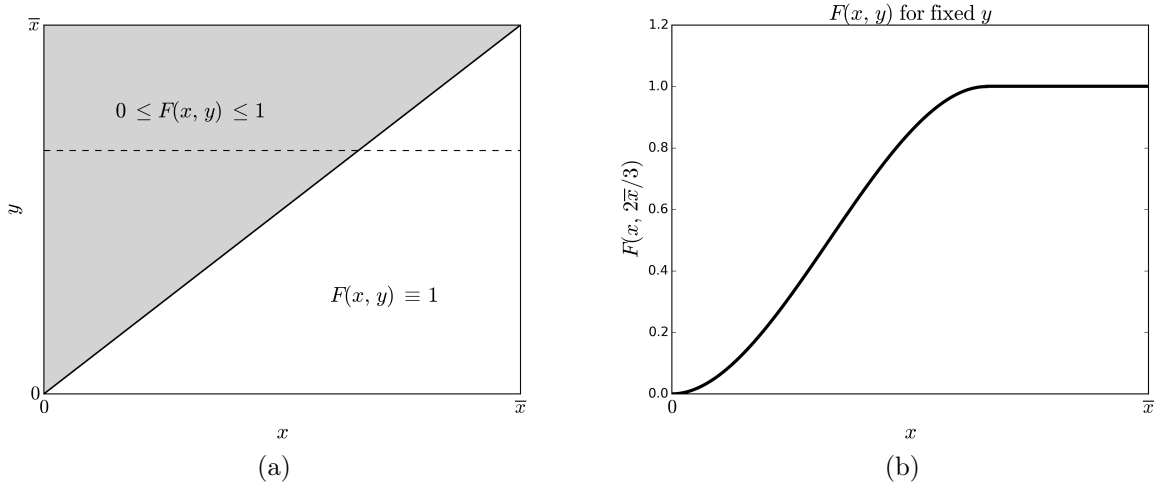 x̅
0 ≤ F(x, y) ≤ 1
y
F(x, y) ≡ 1
0
0
x̅
x
(a)
F(x, y) for fixed y
1.2
1.0
0.8
0.6
0.4
0.2
0.0
F(x, 2x̅/3)
0
x̅
x
(b)